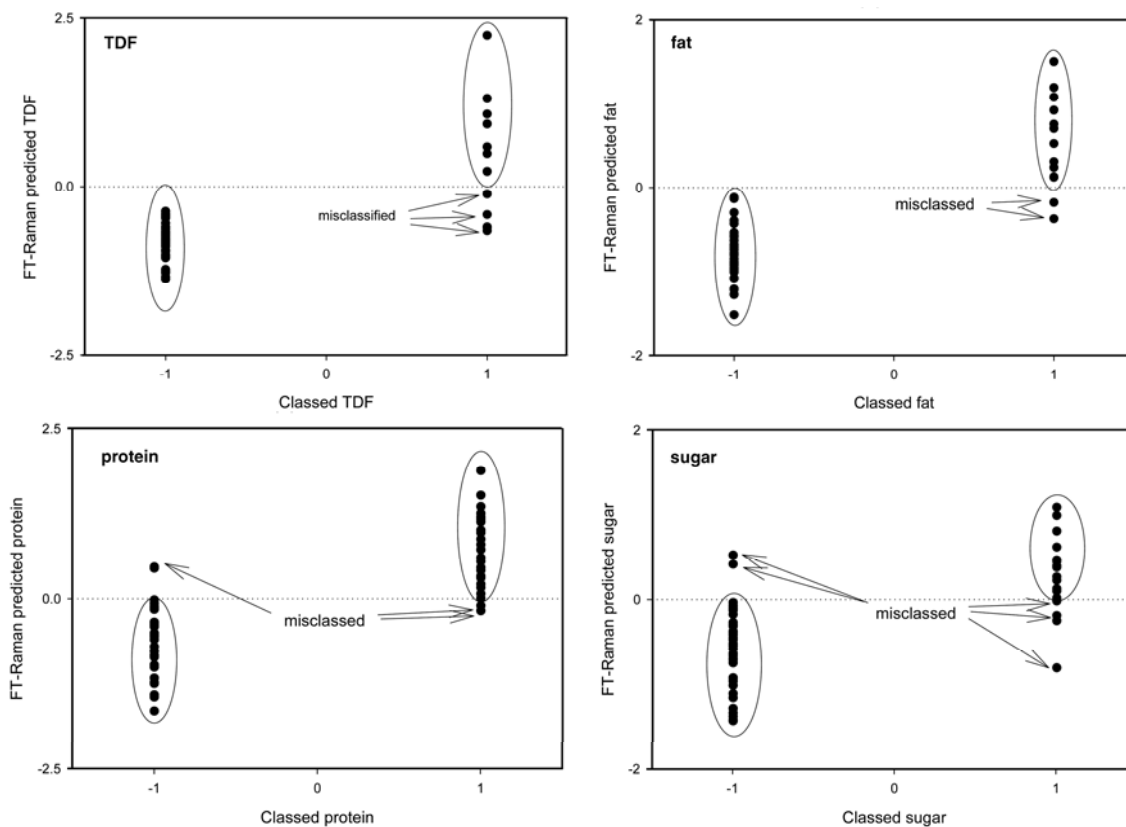 TDF
FT-Raman predicted TDF
2.5
0.0
-2.5
misclassified
-1
0
1
Classed TDF
fat
FT-Raman predicted fat
2
0
-2
misclassed
-1
0
1
Classed fat
protein
FT-Raman predicted protein
2.5
0.0
-2.5
misclassed
-1
0
1
Classed protein
sugar
FT-Raman predicted sugar
2
0
-2
misclassed
-1
0
1
Classed sugar